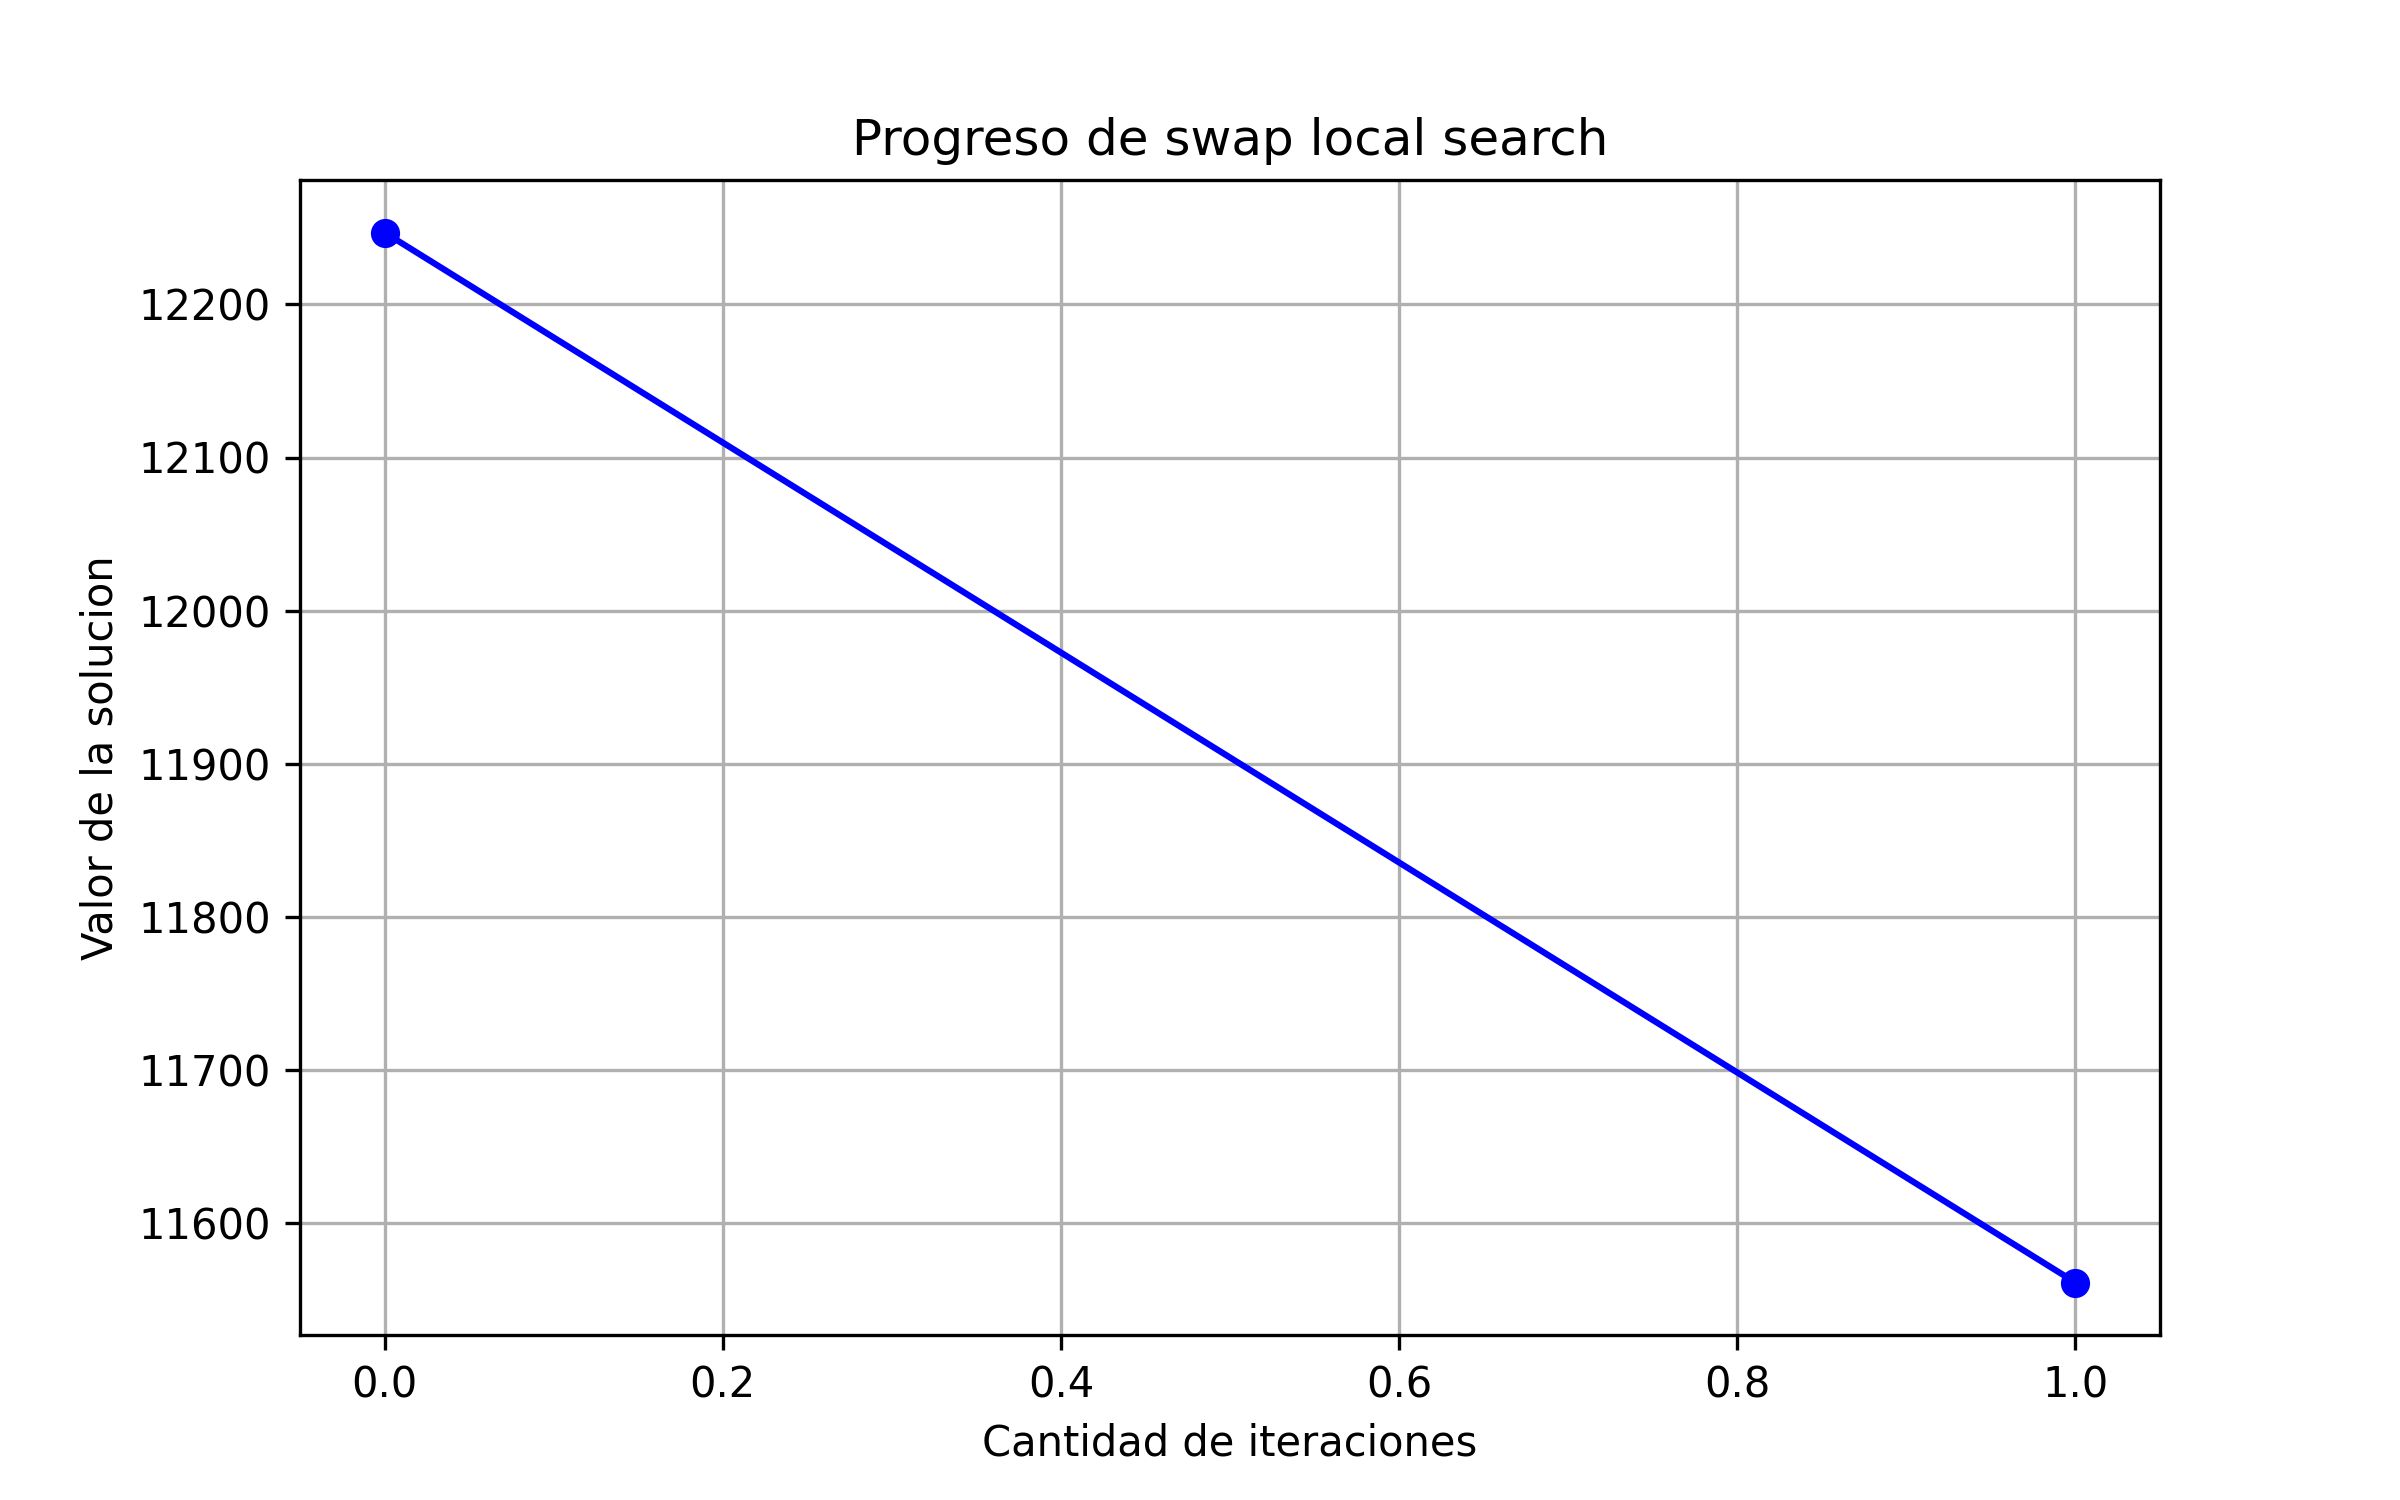 Progreso de swap local search
Valor de la solucion
12200
12100
12000
11900
11800
11700
11600
0.0 0.2 0.4 0.6 0.8 1.0
Cantidad de iteraciones